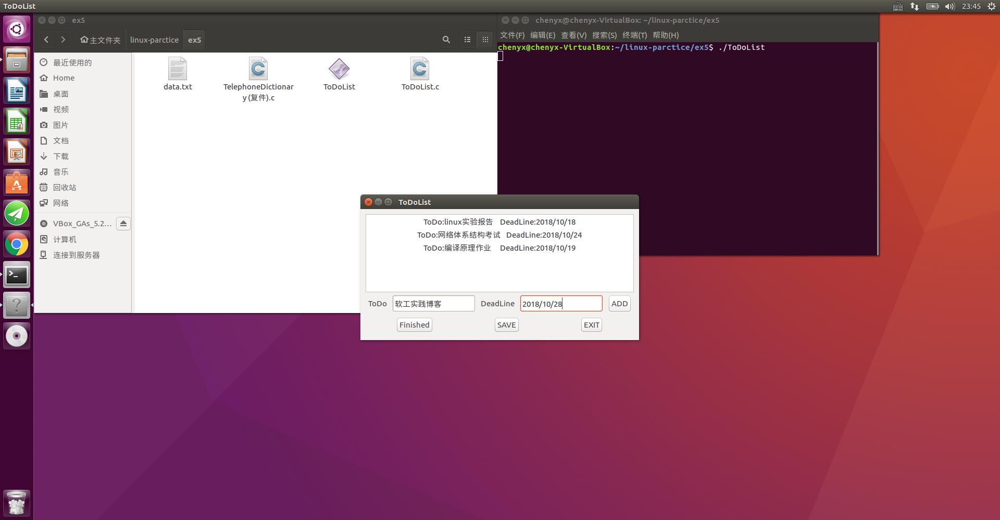 ToDoList
23:45
ex5
主文件夹 linux-parctice ex5
最近使用的
Home
桌面
视频
图片
文档
下载
音乐
回收站
网络
VBox_GAs_5.2...
计算机
连接到服务器
data.txt
TelephoneDictionar
y (复件).c
ToDoList
ToDoList.c
chenyx@chenyx-VirtualBox: ~/linux-parctice/ex5
文件(F) 编辑(E) 查看(V) 搜索(S) 终端(T) 帮助(H)
chenyx@chenyx-VirtualBox:~/linux-parctice/ex5$ ./ToDoList
ToDoList
ToDo:linux实验报告 DeadLine:2018/10/18
ToDo:网络体系结构考试 DeadLine:2018/10/24
ToDo:编译原理作业 DeadLine:2018/10/19
ToDo 软工实践博客 DeadLine 2018/10/28 ADD
Finished SAVE EXIT